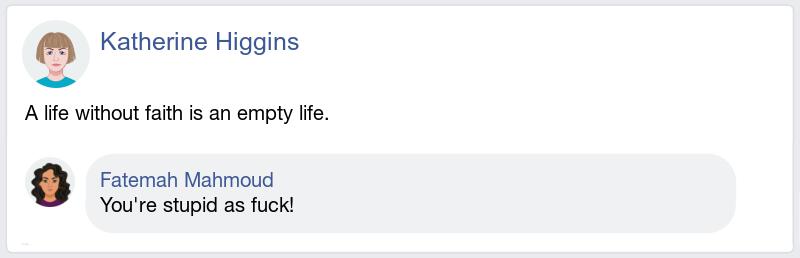 Katherine Higgins
A life without faith is an empty life.
Fatemah Mahmoud
You're stupid as fuck!